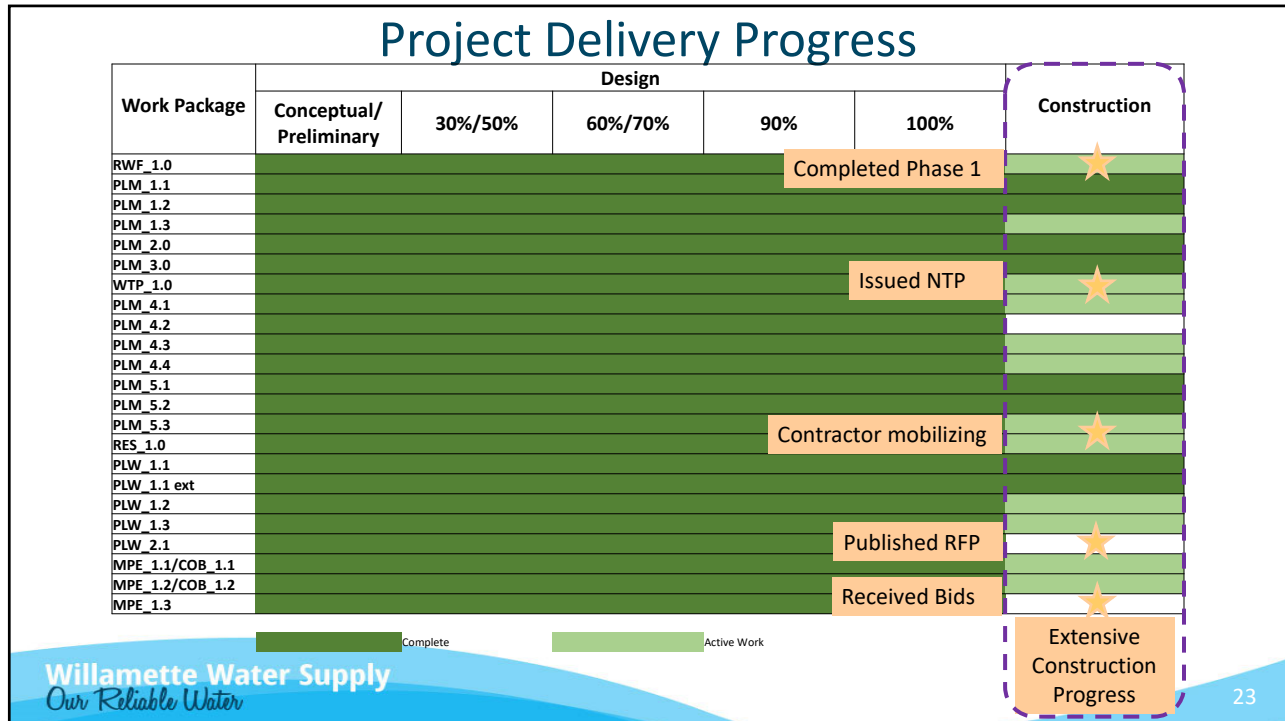 Project Delivery Progress
Work Package
Design
Construction
Conceptual/
Preliminary
30%/50%
60%/70%
90%
100%
RWF_1.0
Completed Phase 1
PLM_1.1
PLM_1.2
PLM_1.3
PLM_2.0
PLM_3.0
WTP_1.0
Issued NTP
PLM_4.1
PLM_4.2
PLM_4.3
PLM_4.4
PLM_5.1
PLM_5.2
PLM_5.3
Contractor mobilizing
RES_1.0
PLW_1.1
PLW_1.1 ext
PLW_1.2
PLW_1.3
PLW_2.1
Published RFP
MPE_1.1/COB_1.1
MPE_1.2/COB_1.2
MPE_1.3
Received Bids
Complete
Active Work
Extensive
Construction
Progress
Willamette Water Supply
Our Reliable Water
23